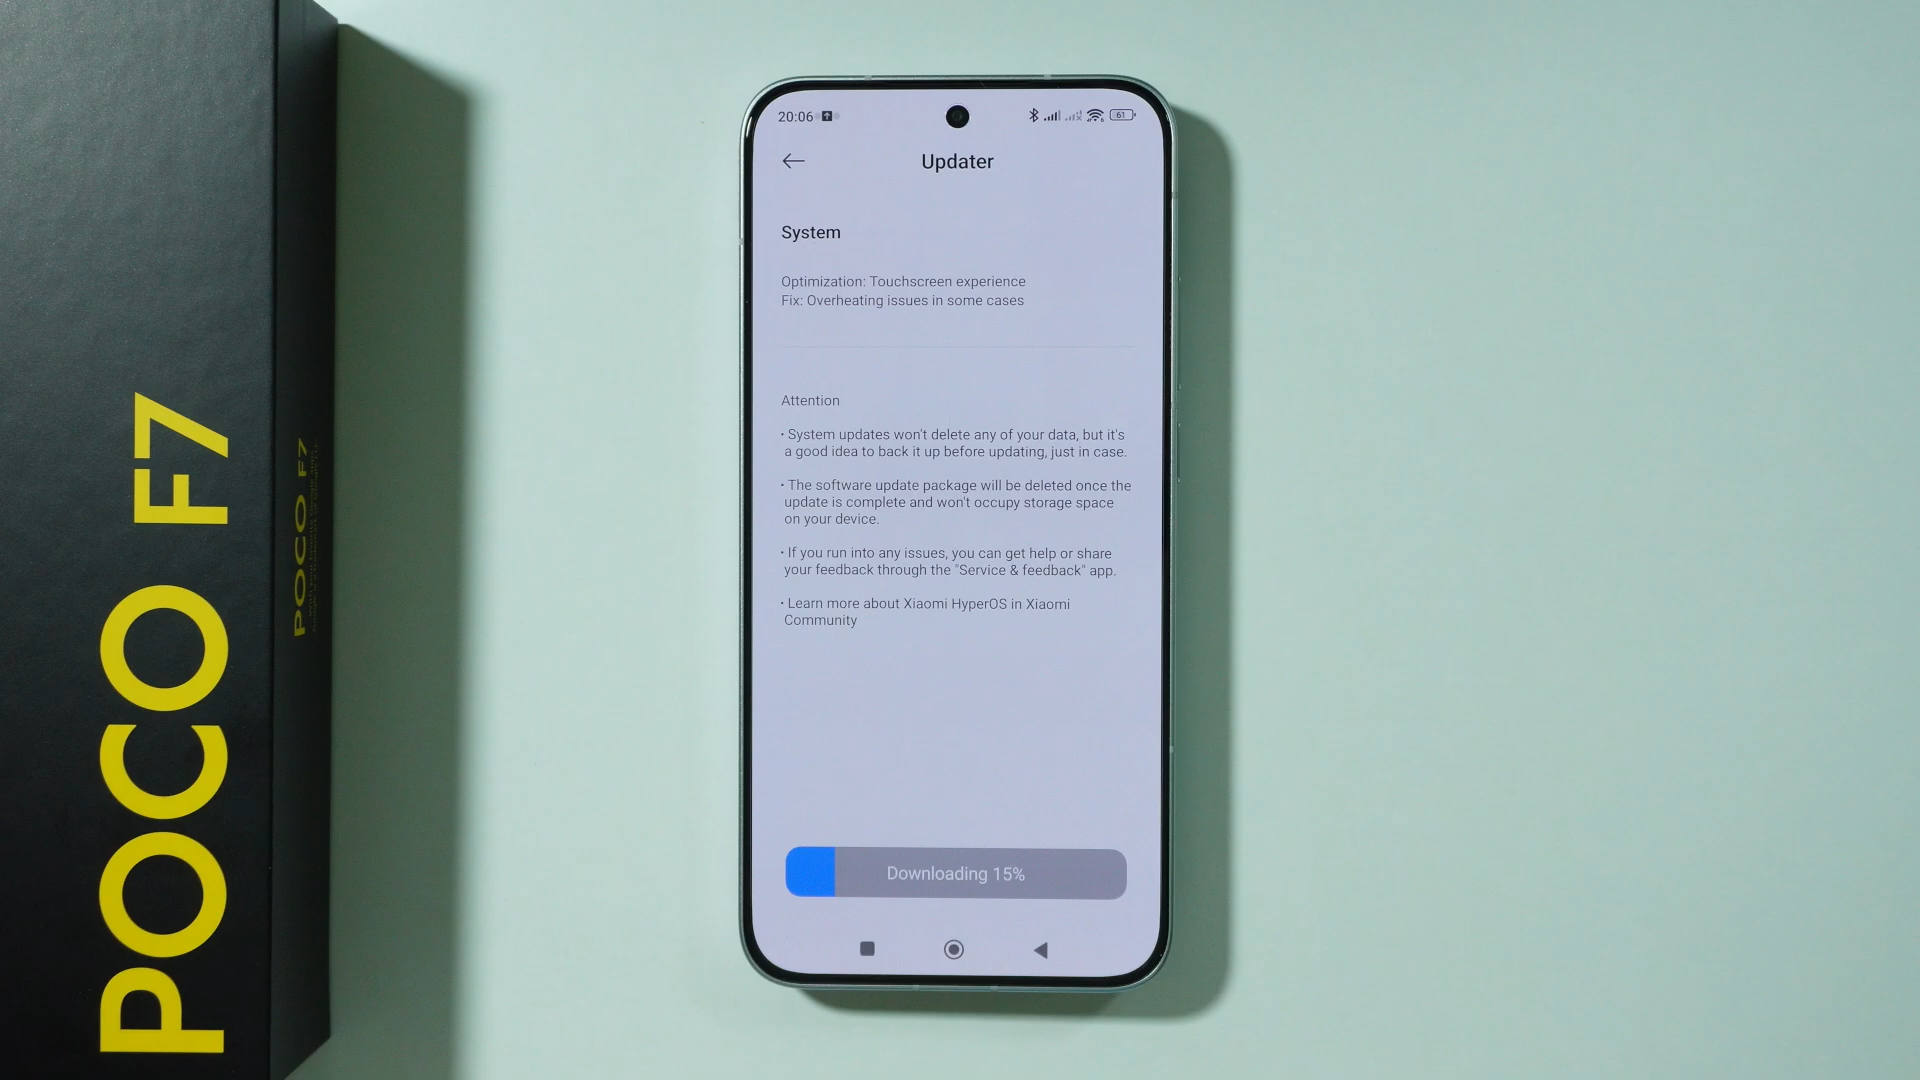 POCO F7
POCO F7
20:06
61
Updater
System
Optimization: Touchscreen experience
Fix: Overheating issues in some cases
Attention
· System updates won't delete any of your data, but it's
a good idea to back it up before updating, just in case.
· The software update package will be deleted once the
update is complete and won't occupy storage space
on your device.
· If you run into any issues, you can get help or share
your feedback through the "Service & feedback" app.
· Learn more about Xiaomi HyperOS in Xiaomi
Community
Downloading 15%